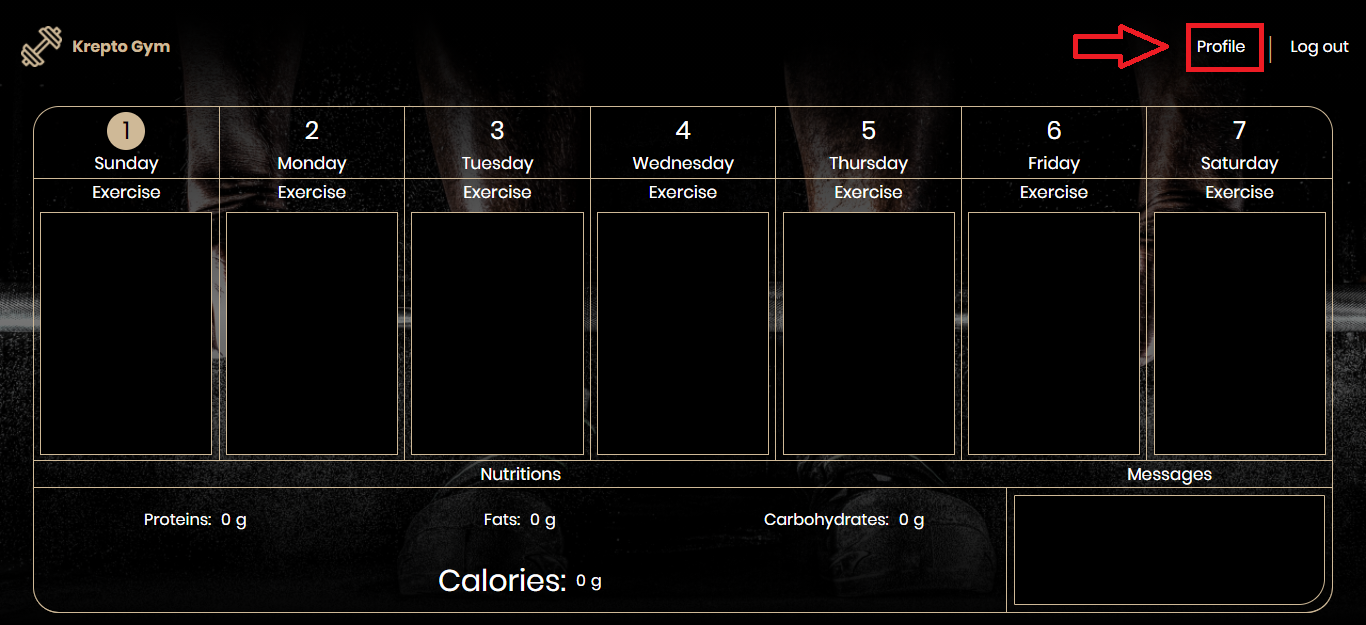 Krepto Gym
Profile
Log out
1 2 3 4 5 6 7
Sunday Monday Tuesday Wednesday Thursday Friday Saturday
Exercise Exercise Exercise Exercise Exercise Exercise Exercise
Nutritions
Messages
Proteins: 0 g
Fats: 0 g
Carbohydrates: 0 g
Calories: 0 g